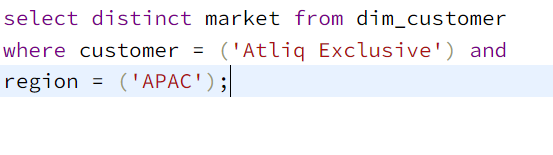 select distinct market from dim_customer
where customer = ('Atliq Exclusive') and
region = ('APAC');